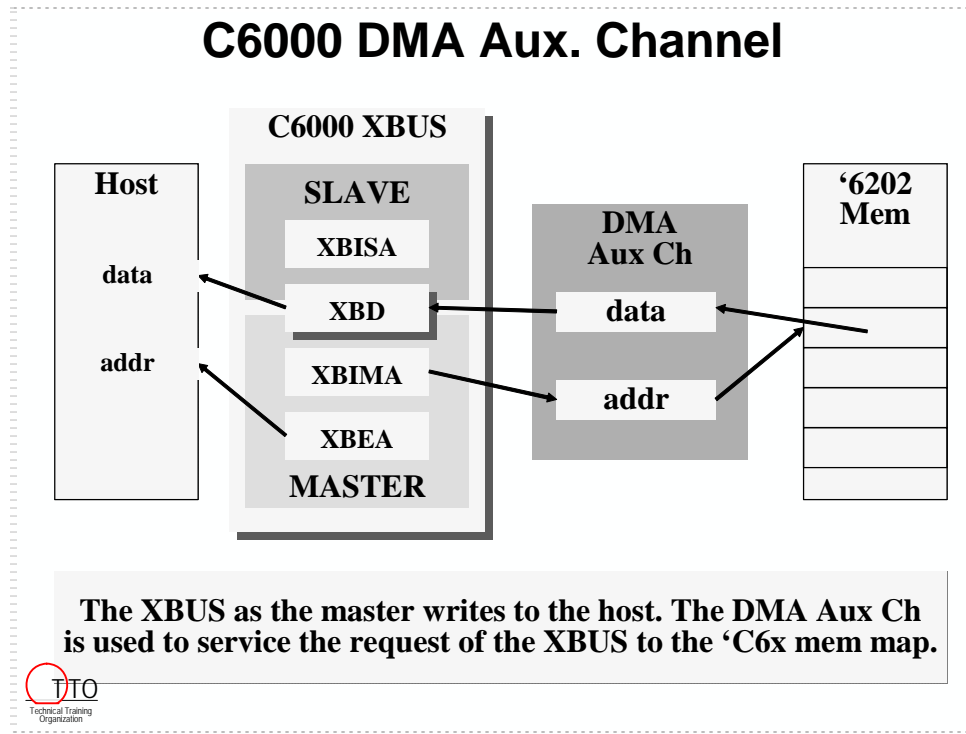 C6000 DMA Aux. Channel
C6000 XBUS
Host
data
addr
SLAVE
XBISA
XBD
XBIMA
XBEA
MASTER
DMA
Aux Ch
data
addr
‘6202
Mem
The XBUS as the master writes to the host. The DMA Aux Ch
is used to service the request of the XBUS to the ‘C6x mem map.
TTO
Technical Training
Organization